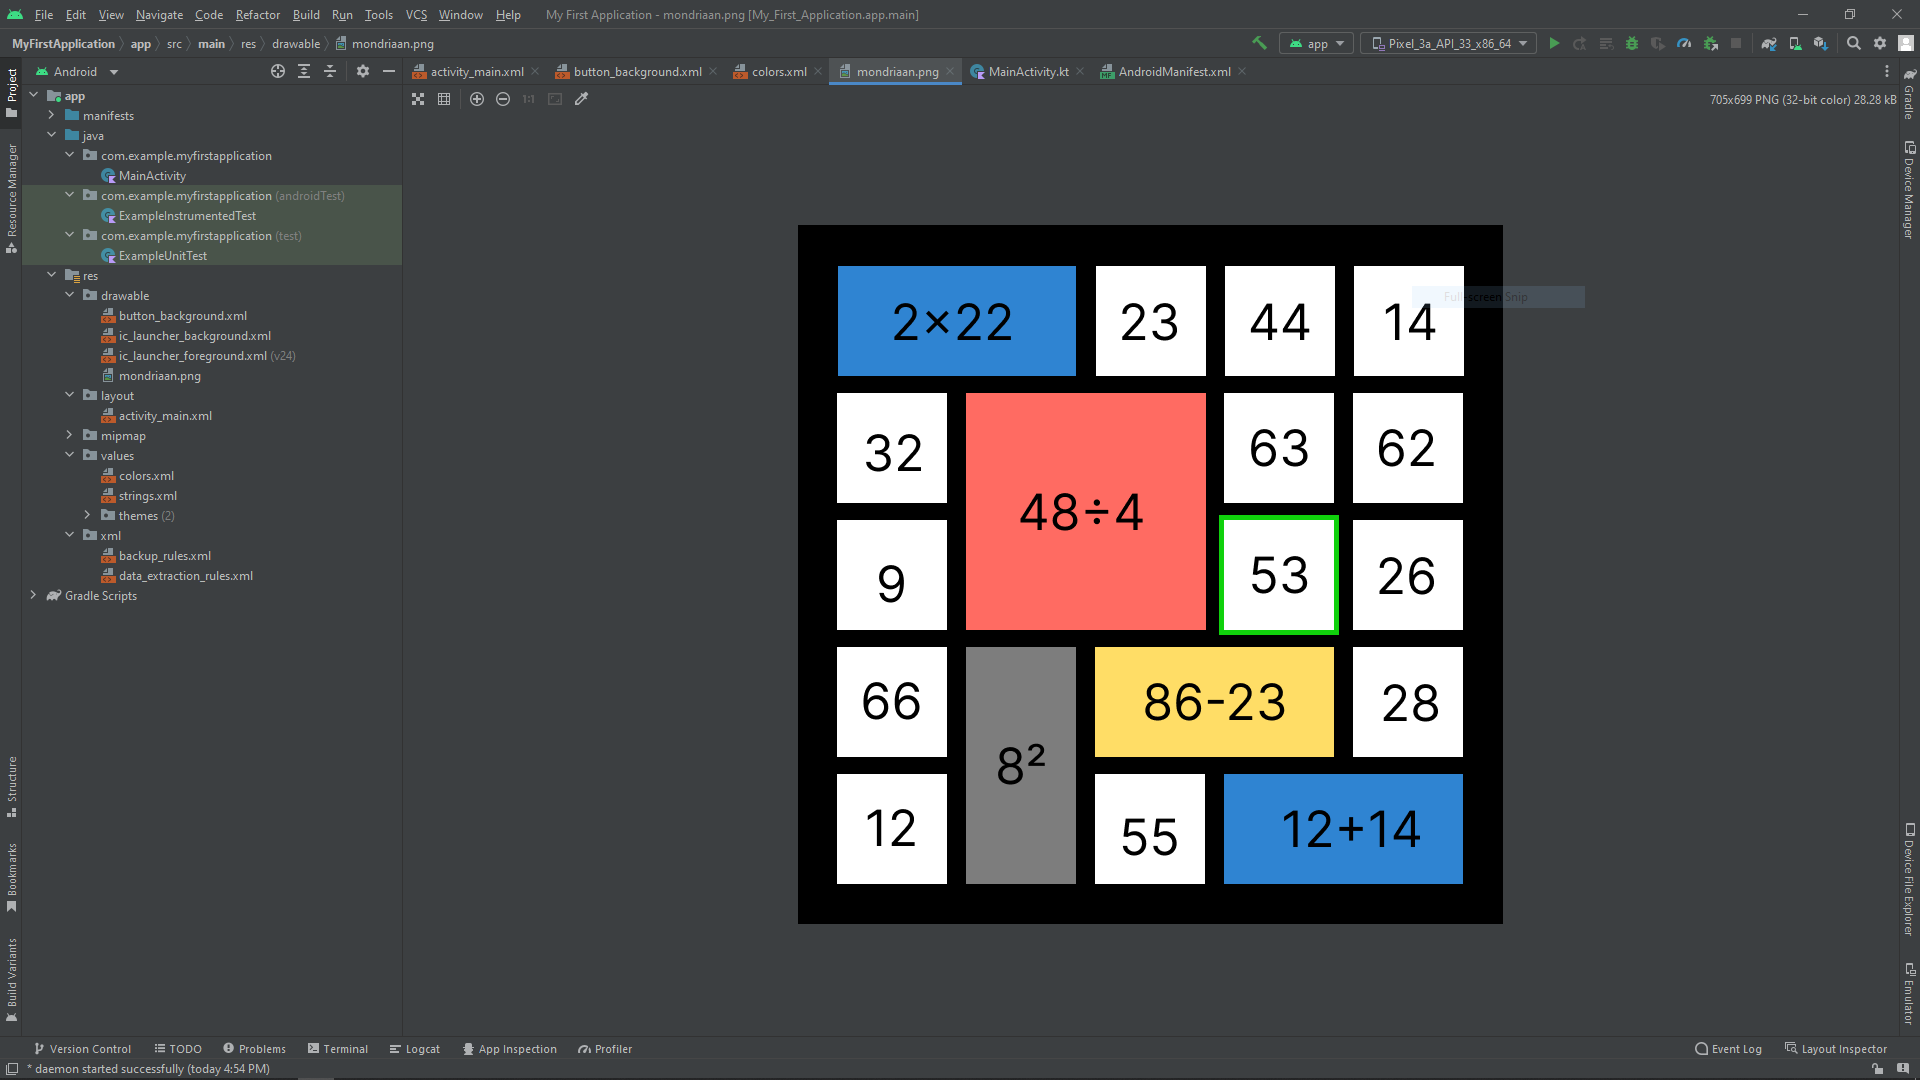 File Edit View Navigate Code Refactor Build Run Tools VCS Window Help My First Application - mondriaan.png [My_First_Application.app.main]
MyFirstApplication app src main res drawable mondriaan.png app Pixel_3a_API_33_x86_64
Android activity_main.xml button_background.xml colors.xml mondriaan.png MainActivity.kt AndroidManifest.xml
1:1 705x699 PNG (32-bit color) 28.28 kB
Project
Resource Manager
Structure
Bookmarks
Build Variants
app
manifests
java
com.example.myfirstapplication
MainActivity
com.example.myfirstapplication (androidTest)
ExampleInstrumentedTest
com.example.myfirstapplication (test)
ExampleUnitTest
res
drawable
button_background.xml
ic_launcher_background.xml
ic_launcher_foreground.xml (v24)
mondriaan.png
layout
activity_main.xml
mipmap
values
colors.xml
strings.xml
themes (2)
xml
backup_rules.xml
data_extraction_rules.xml
Gradle Scripts
2×22 23 44 14
Full-screen Snip
32 48÷4 63 62
9 53 26
66 8² 86-23 28
12 55 12+14
Gradle
Device Manager
Device File Explorer
Emulator
Version Control TODO Problems Terminal Logcat App Inspection Profiler Event Log Layout Inspector
* daemon started successfully (today 4:54 PM)